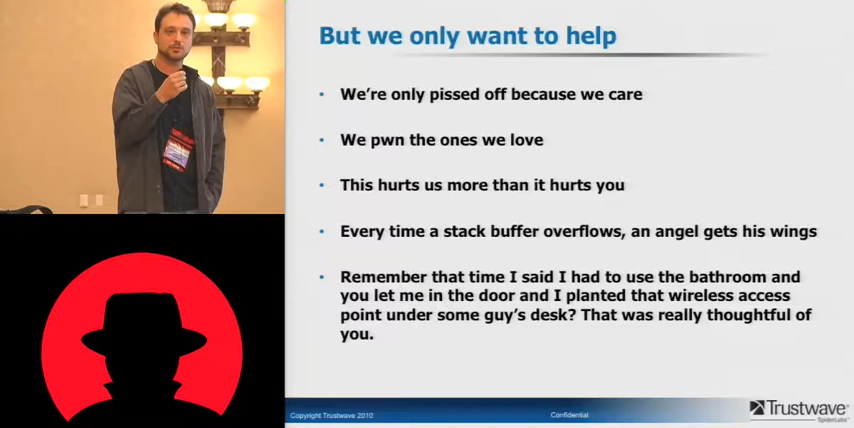 But we only want to help
We're only pissed off because we care
We pwn the ones we love
This hurts us more than it hurts you
Every time a stack buffer overflows, an angel gets his wings
Remember that time I said I had to use the bathroom and
you let me in the door and I planted that wireless access
point under some guy's desk? That was really thoughtful of
you.
Copyright Trustwave 2010
Confidential
Trustwave®
SpiderLabs®